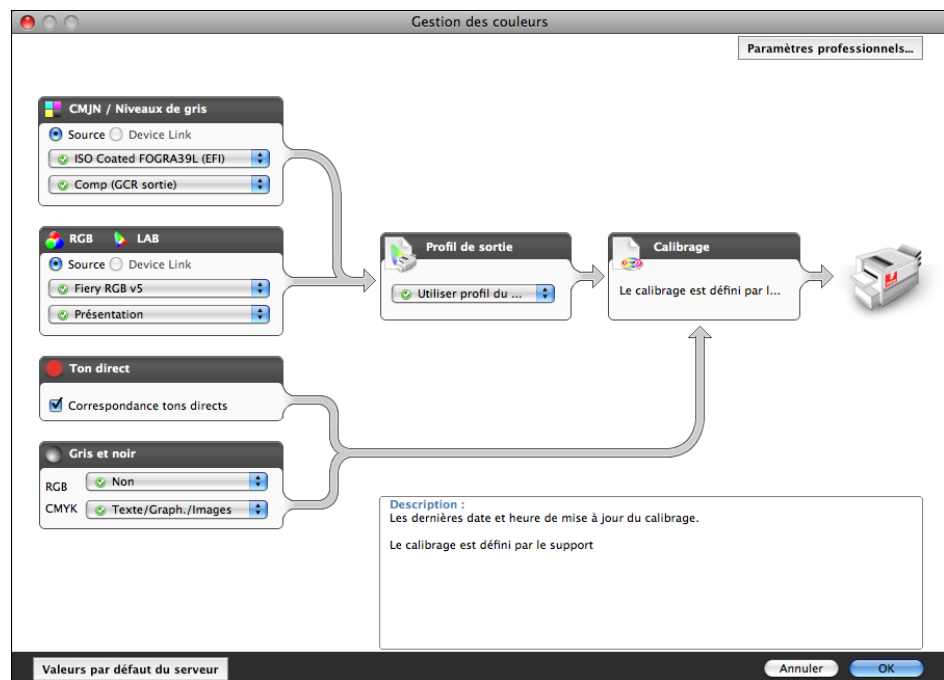 Gestion des couleurs
Paramètres professionnels...
CMJN / Niveaux de gris
Source Device Link
ISO Coated FOGRA39L (EFI)
Comp (GCR sortie)
RGB LAB
Source Device Link
Fiery RGB v5
Présentation
Profil de sortie
Utiliser profil du ...
Calibrage
Le calibrage est défini par l...
Ton direct
Correspondance tons directs
Gris et noir
RGB Non
CMYK Texte/Graph./Images
Description :
Les dernières date et heure de mise à jour du calibrage.
Le calibrage est défini par le support
Valeurs par défaut du serveur
Annuler
OK